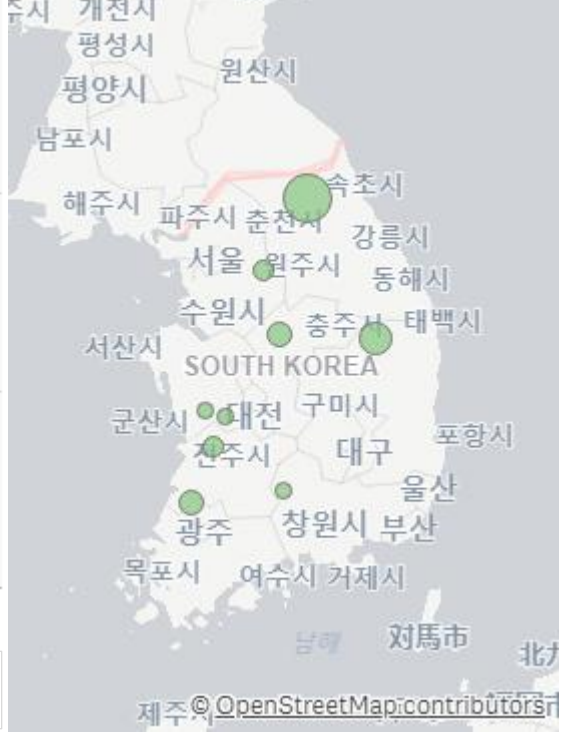 개천시
평성시
원산시
평양시
남포시
속초시
해주시
파주시 춘천시
강릉시
서울 원주시
동해시
수원시
충주시 태백시
서산시
SOUTH KOREA
구미시
군산시 대전
포항시
전주시 대구
울산
창원시 부산
광주
목포시 여수시 거제시
남해 対馬市
제주시 © OpenStreetMap contributors